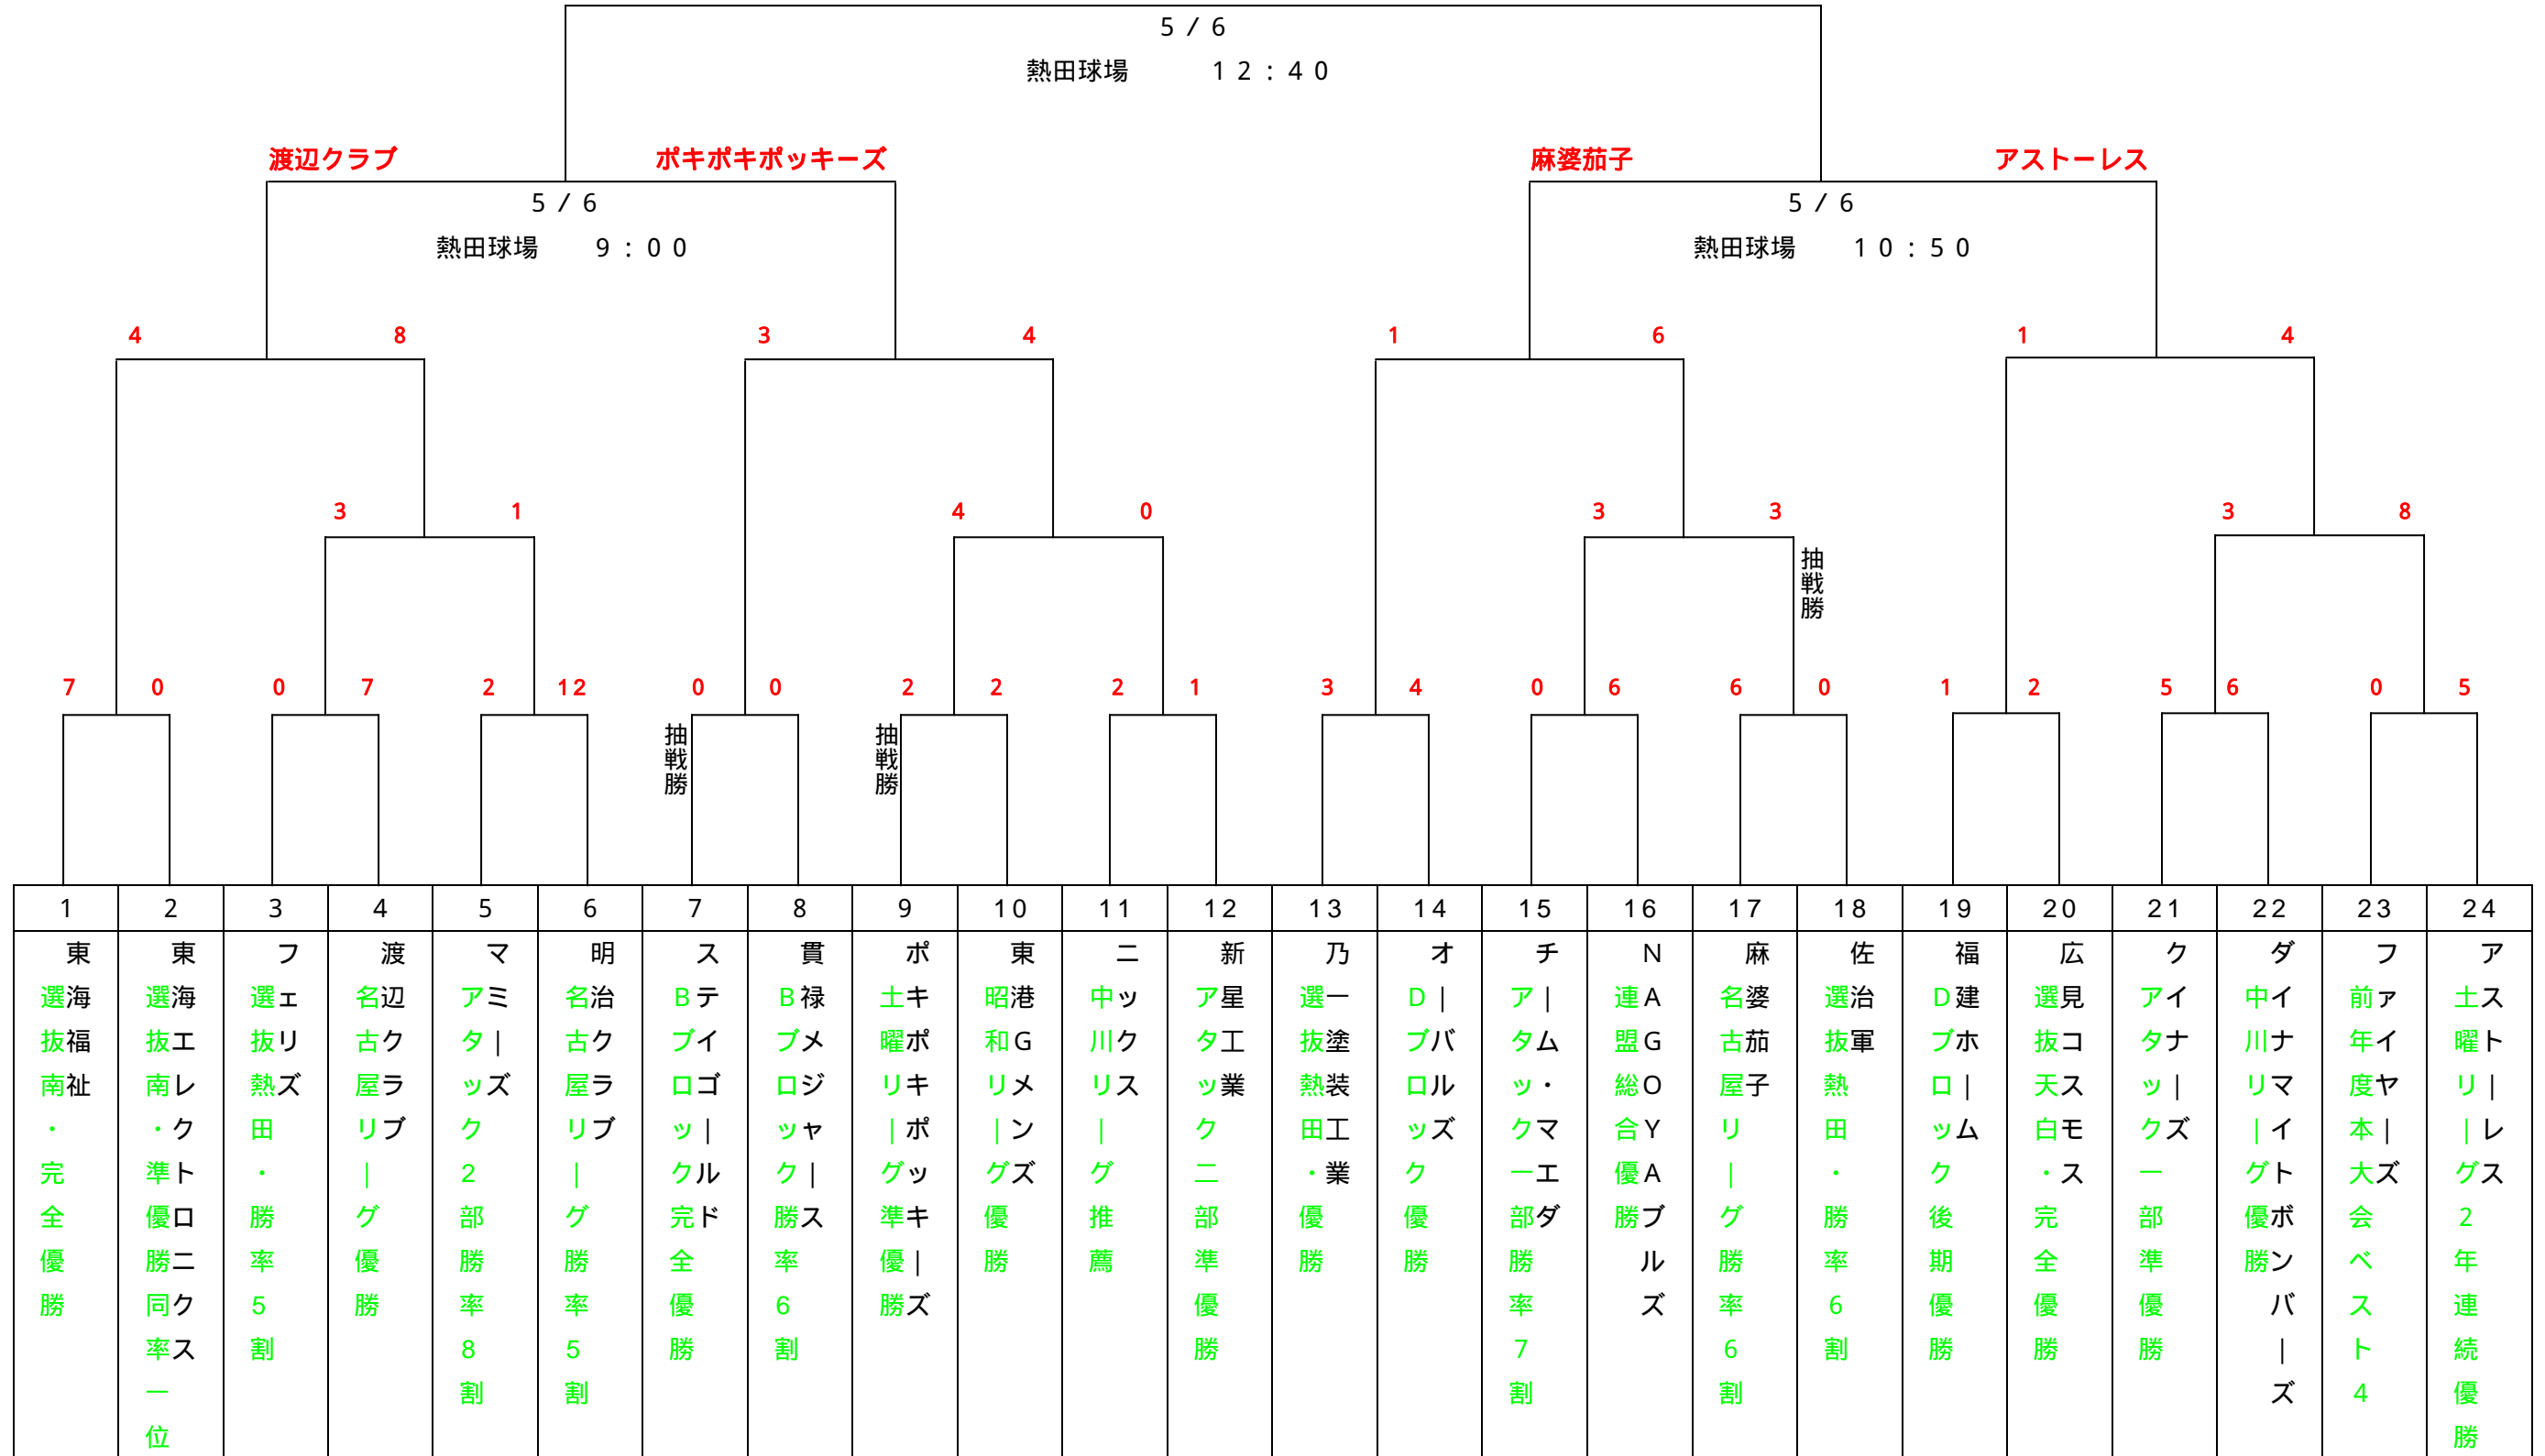 5/6
熱田球場 12:40
渡辺クラブ ポキポキポッキーズ 麻婆茄子 アストーレス
5/6 5/6
熱田球場 9:00 熱田球場 10:50
4 8 3 4 1 6 1 4
3 1 4 0 3 3 3 8
抽戦勝
7 0 0 7 2 12 0 0 2 2 2 1 3 4 0 6 6 0 1 2 5 6 0 5
抽戦勝 抽戦勝
1 2 3 4 5 6 7 8 9 10 11 12 13 14 15 16 17 18 19 20 21 22 23 24
東海福祉
選抜南・完全優勝
東海エレクトロニクス
選抜南・準優勝同率一位
フェリズ
選抜熱田・勝率5割
渡辺クラブ
名古屋リーグ優勝
マミーズ
アタック2部勝率8割
明治クラブ
名古屋リーグ勝率5割
ステイゴールド
Bブロック完全優勝
貫禄メジャース
Bブロック勝率6割
ポキポキポッキーズ
土曜リーグ準優勝
東港Gメンズ
昭和リーグ優勝
ニックス
中川リーグ推薦
新星工業
アタック二部準優勝
乃一塗装工業
選抜熱田・優勝
オーバルズ
Dブロック優勝
チーム・マエダ
アタック一部勝率7割
NAGOYAブルズ
連盟総合優勝
麻婆茄子
名古屋リーグ勝率6割
佐治軍
選抜熱田・勝率6割
福建ホーム
Dブロック後期優勝
広見コスモス
選抜天白・完全優勝
クイナーズ
アタック一部準優勝
ダイナマイトボンバーズ
中川リーグ優勝
ファイヤーズ
前年度本大会ベスト4
アストーレス
土曜リーグ2年連続優勝